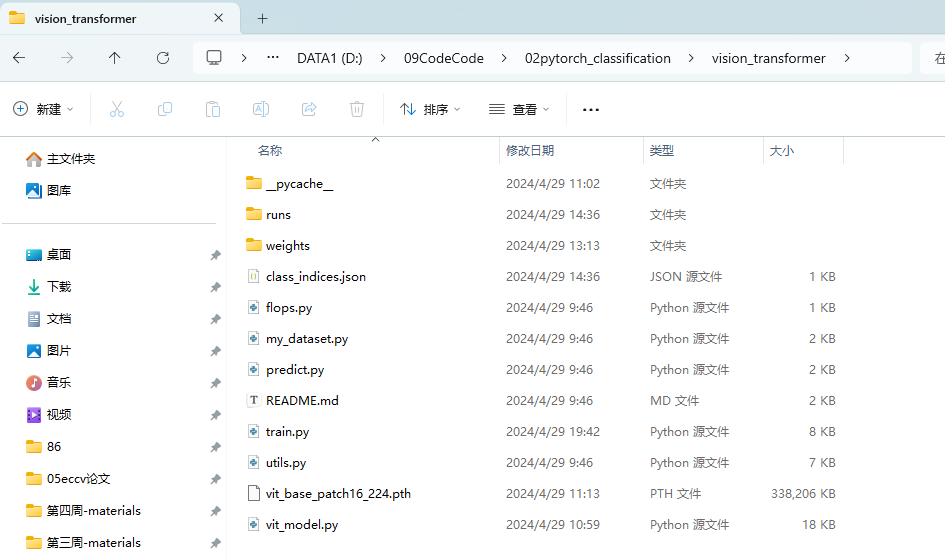 vision_transformer
DATA1 (D:) 09CodeCode 02pytorch_classification vision_transformer 在
新建 排序 查看
主文件夹
图库
桌面
下载
文档
图片
音乐
视频
86
05eccv论文
第四周-materials
第三周-materials
名称 修改日期 类型 大小
__pycache__ 2024/4/29 11:02 文件夹
runs 2024/4/29 14:36 文件夹
weights 2024/4/29 13:13 文件夹
class_indices.json 2024/4/29 14:36 JSON 源文件 1 KB
flops.py 2024/4/29 9:46 Python 源文件 1 KB
my_dataset.py 2024/4/29 9:46 Python 源文件 2 KB
predict.py 2024/4/29 9:46 Python 源文件 2 KB
README.md 2024/4/29 9:46 MD 文件 2 KB
train.py 2024/4/29 19:42 Python 源文件 8 KB
utils.py 2024/4/29 9:46 Python 源文件 7 KB
vit_base_patch16_224.pth 2024/4/29 11:13 PTH 文件 338,206 KB
vit_model.py 2024/4/29 10:59 Python 源文件 18 KB